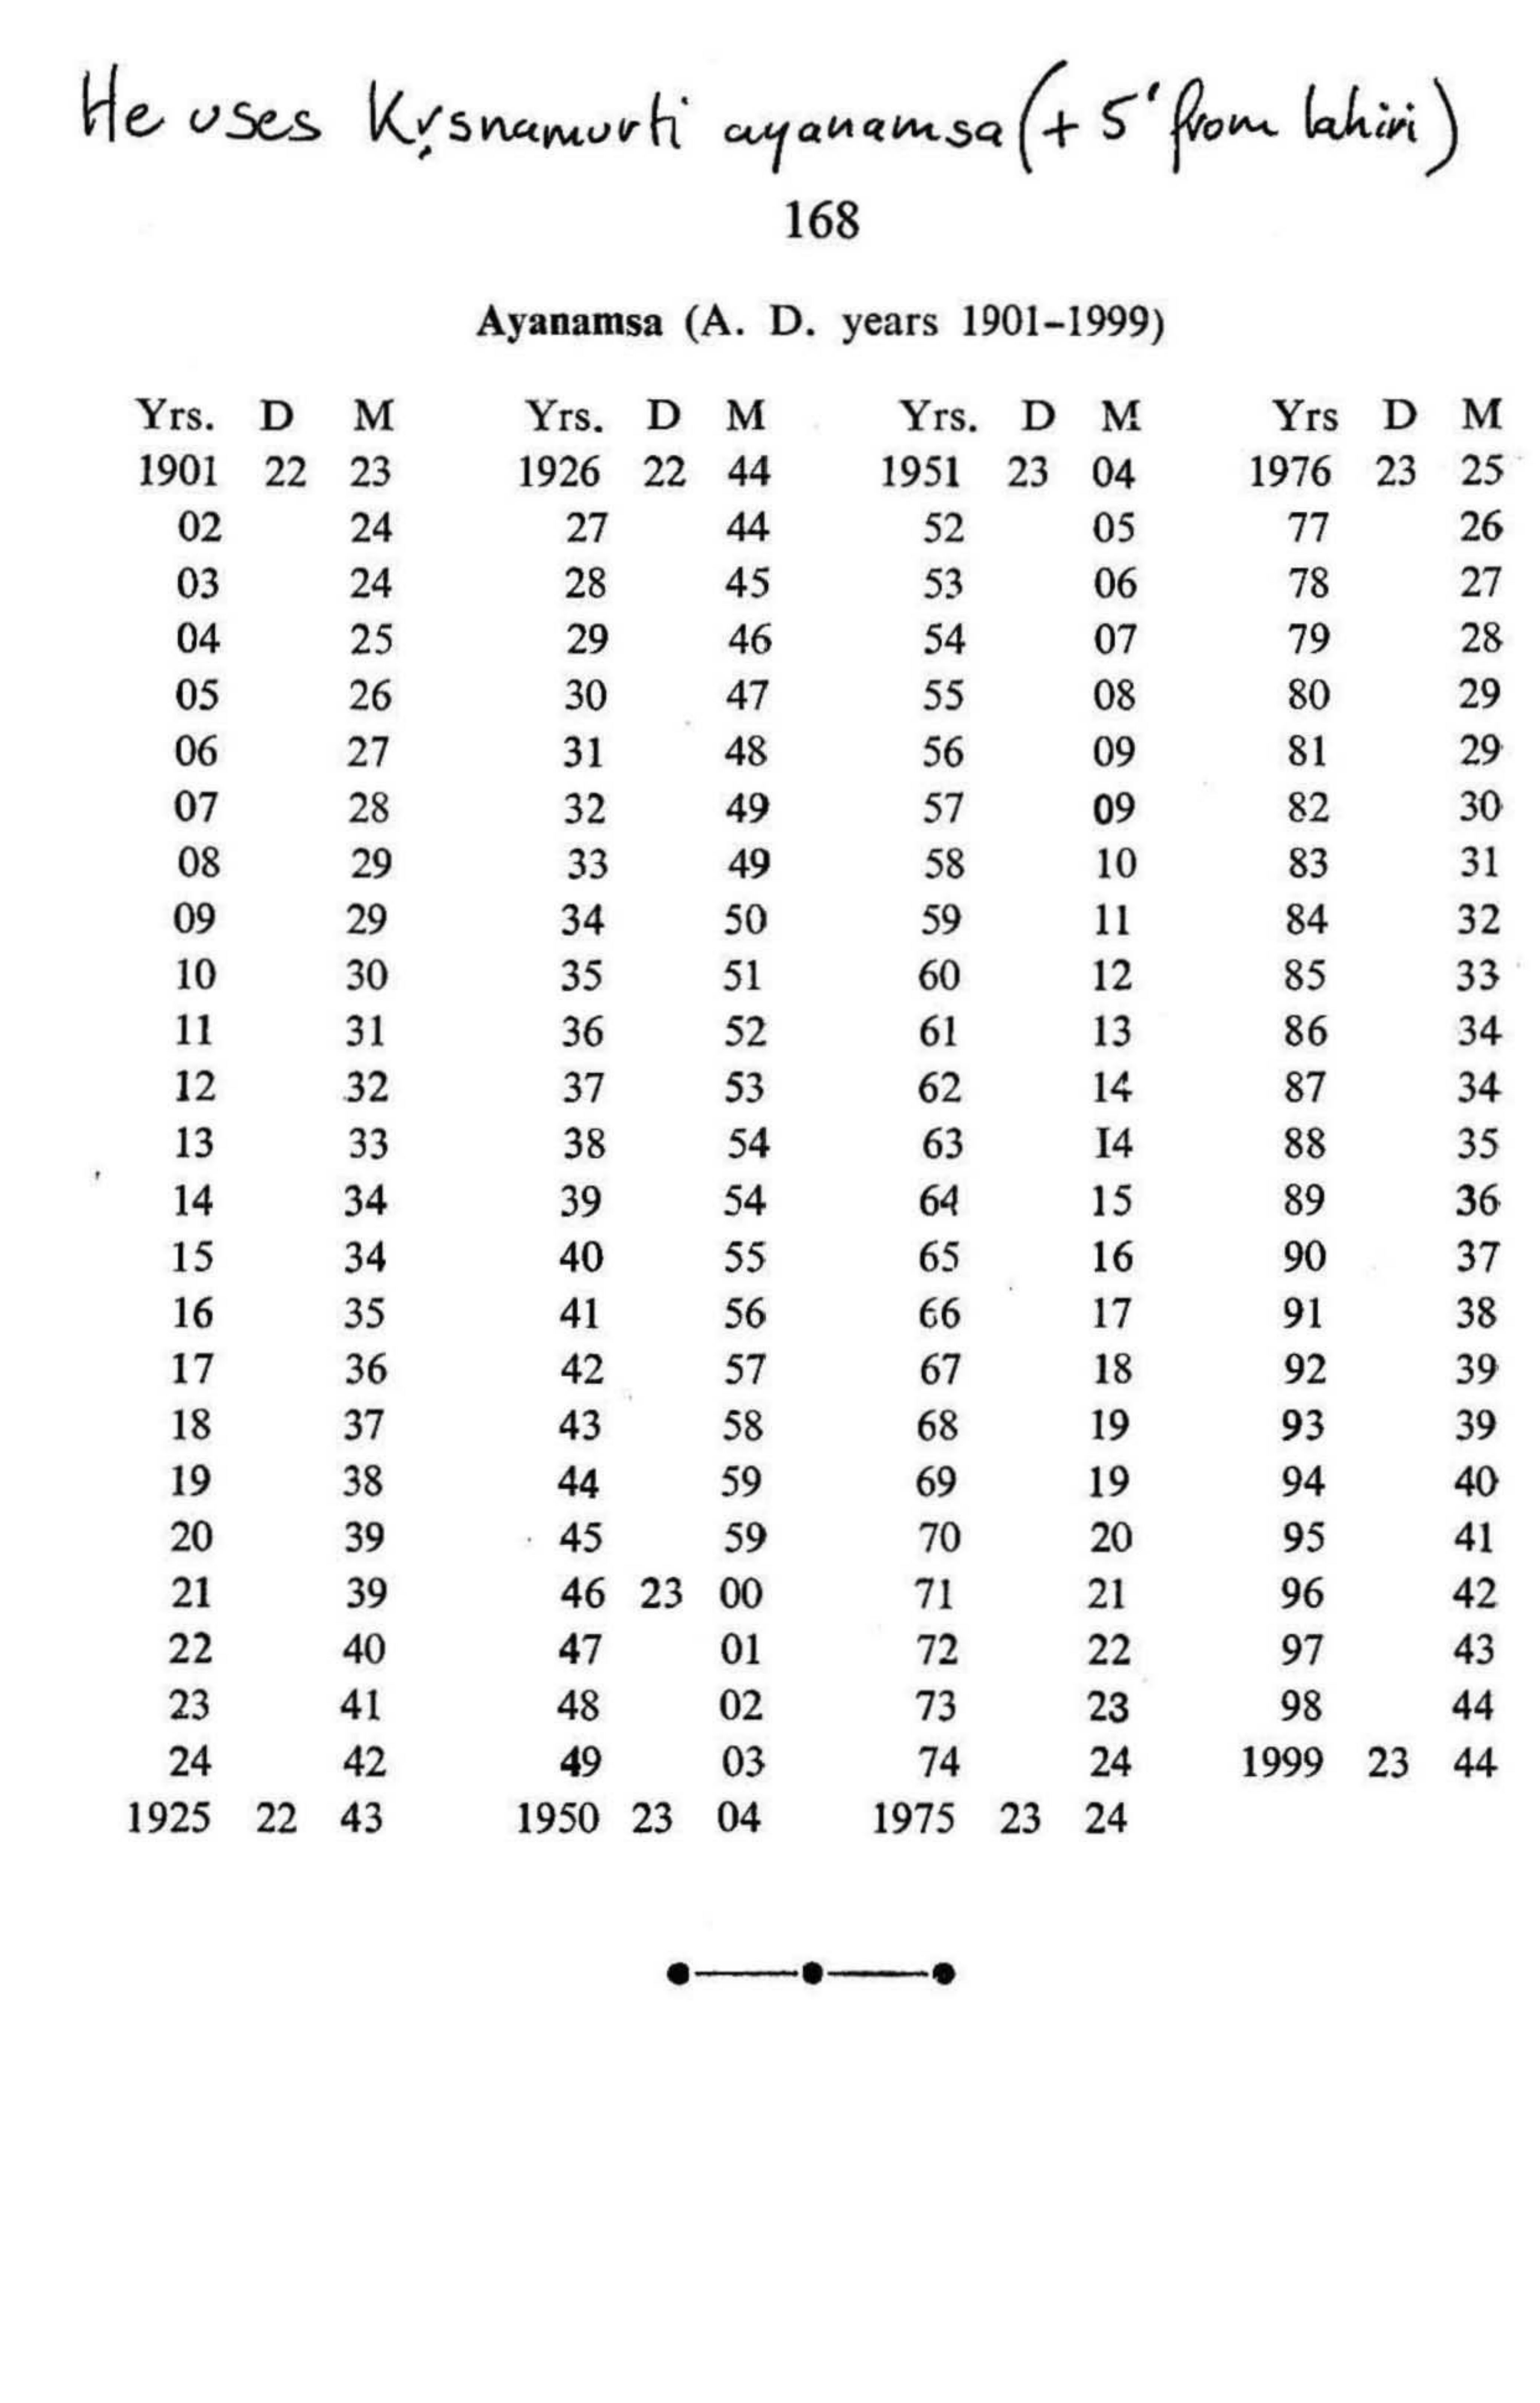 He uses Kṛsnamurti ayanamsa (+ 5' from lahiri)
168
Ayanamsa (A. D. years 1901-1999)
Yrs. D M Yrs. D M Yrs. D M Yrs D M
1901 22 23 1926 22 44 1951 23 04 1976 23 25
02 24 27 44 52 05 77 26
03 24 28 45 53 06 78 27
04 25 29 46 54 07 79 28
05 26 30 47 55 08 80 29
06 27 31 48 56 09 81 29
07 28 32 49 57 09 82 30
08 29 33 49 58 10 83 31
09 29 34 50 59 11 84 32
10 30 35 51 60 12 85 33
11 31 36 52 61 13 86 34
12 32 37 53 62 14 87 34
13 33 38 54 63 I4 88 35
14 34 39 54 64 15 89 36
15 34 40 55 65 16 90 37
16 35 41 56 66 17 91 38
17 36 42 57 67 18 92 39
18 37 43 58 68 19 93 39
19 38 44 59 69 19 94 40
20 39 45 59 70 20 95 41
21 39 46 23 00 71 21 96 42
22 40 47 01 72 22 97 43
23 41 48 02 73 23 98 44
24 42 49 03 74 24 1999 23 44
1925 22 43 1950 23 04 1975 23 24